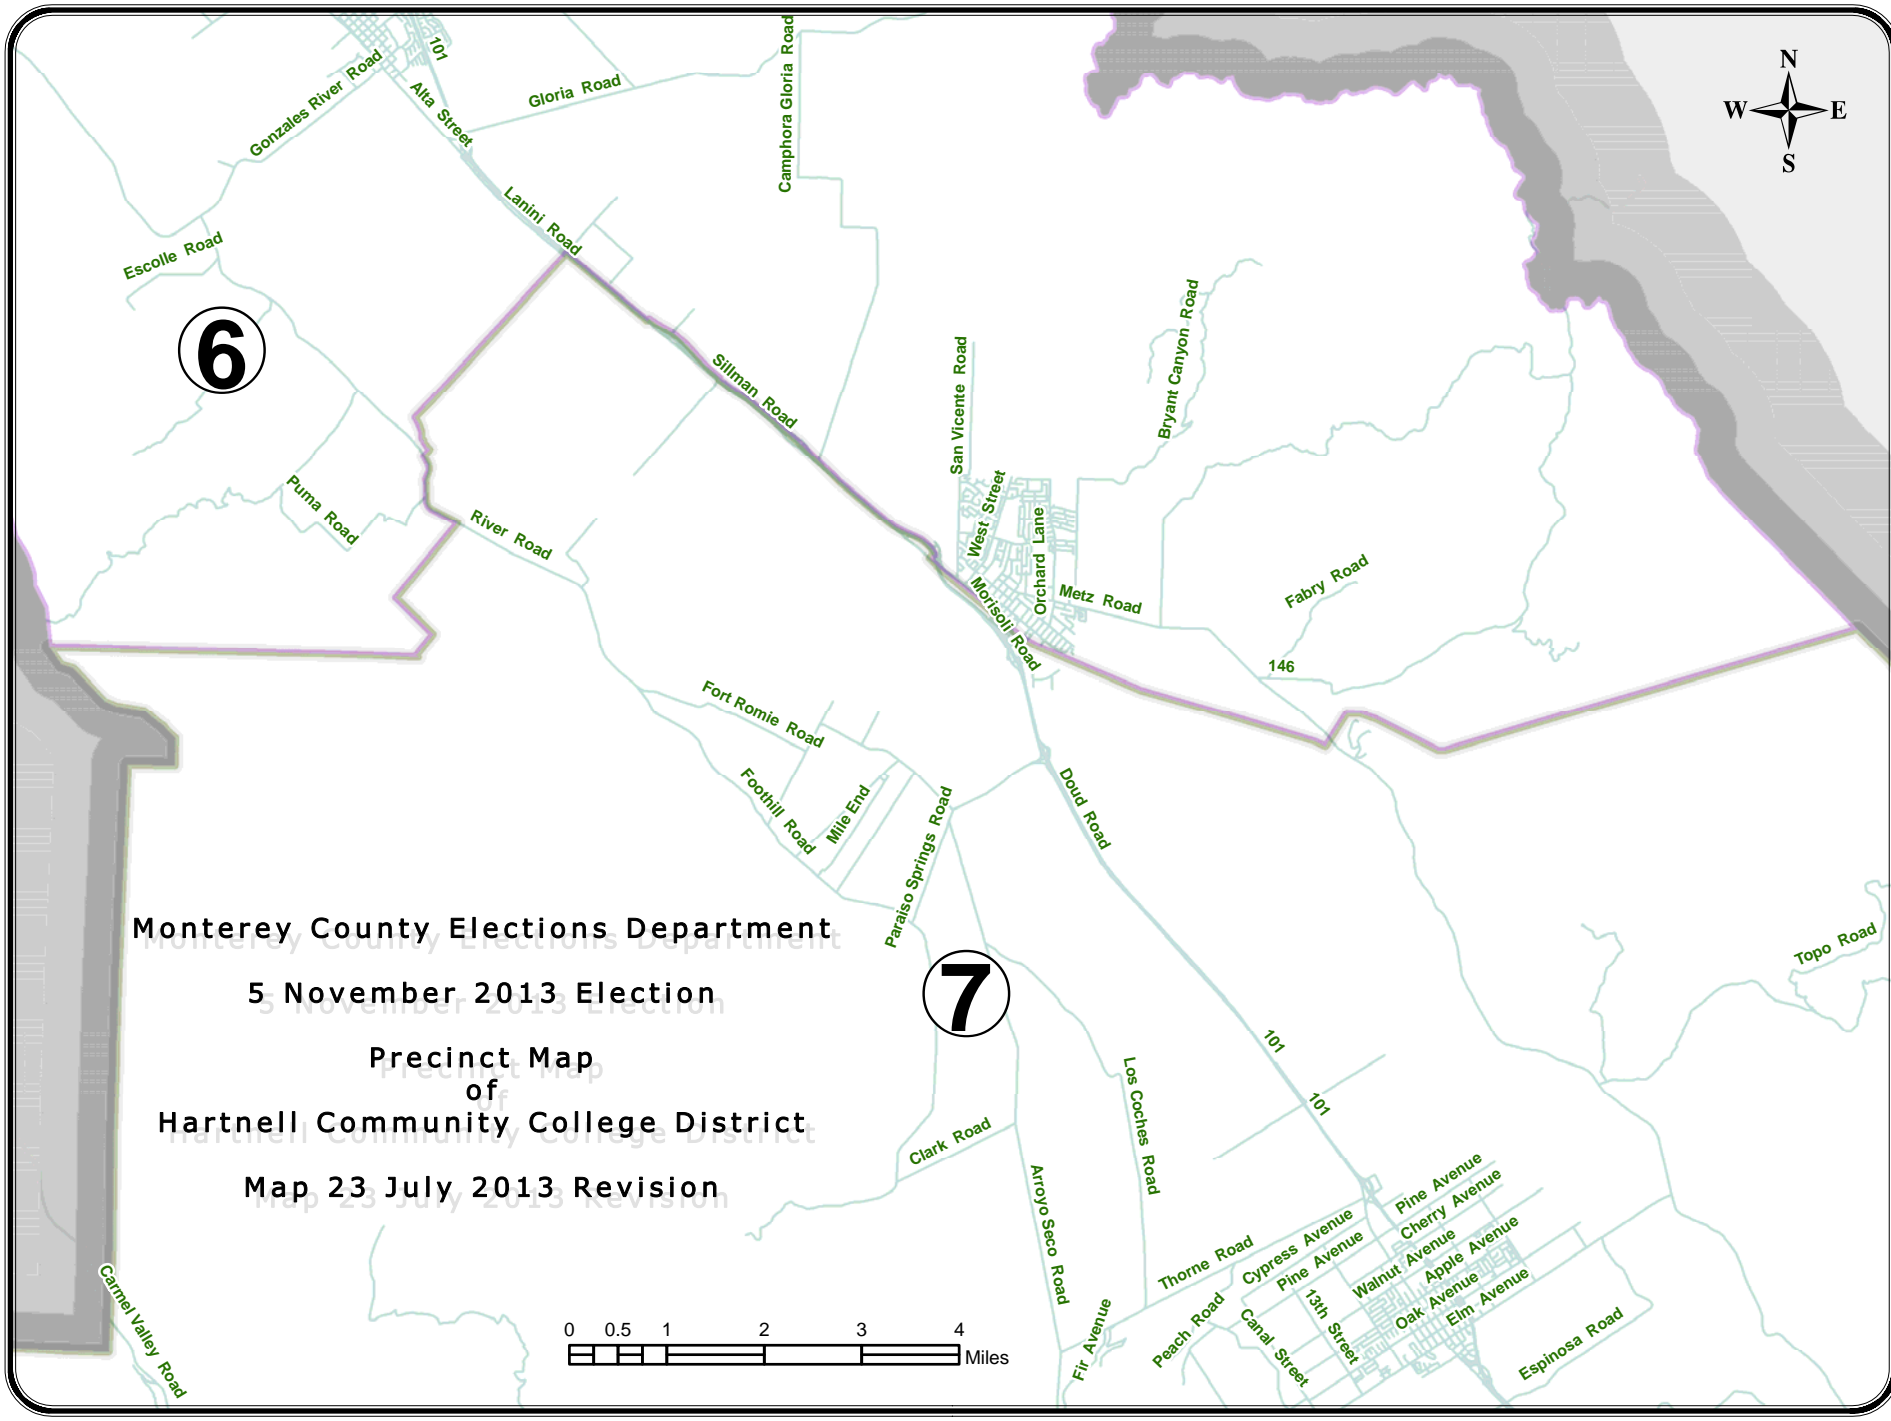 101
Gonzales River Road
Alta Street
Gloria Road
Camphora Gloria Road
N
W
E
S
Lanini Road
Escolle Road
6
Sillman Road
San Vicente Road
Bryant Canyon Road
Puma Road
River Road
West Street
Orchard Lane
Metz Road
Morisoli Road
Fabry Road
146
Fort Romie Road
Foothill Road
Mile End
Paraiso Springs Road
Doud Road
Topo Road
Monterey County Elections Department
5 November 2013 Election
Precinct Map
of
Hartnell Community College District
Map 23 July 2013 Revision
7
101
101
Los Coches Road
Clark Road
Arroyo Seco Road
Pine Avenue
Cherry Avenue
Cypress Avenue
Pine Avenue
Walnut Avenue
Apple Avenue
Thorne Road
Oak Avenue
Elm Avenue
13th Street
Peach Road
Canal Street
Fir Avenue
Espinosa Road
Carmel Valley Road
0 0.5 1 2 3 4
Miles